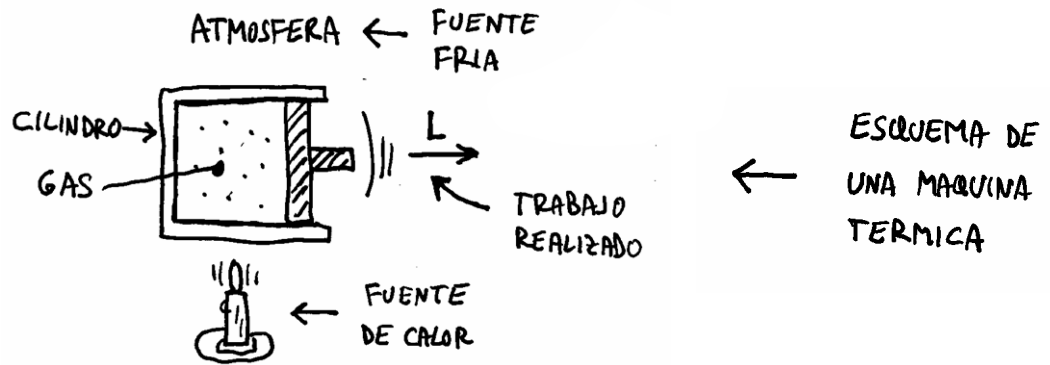 ATMOSFERA ← FUENTE
FRIA
CILINDRO→
GAS
L
TRABAJO
REALIZADO
FUENTE
DE CALOR
ESQUEMA DE
UNA MAQUINA
TERMICA